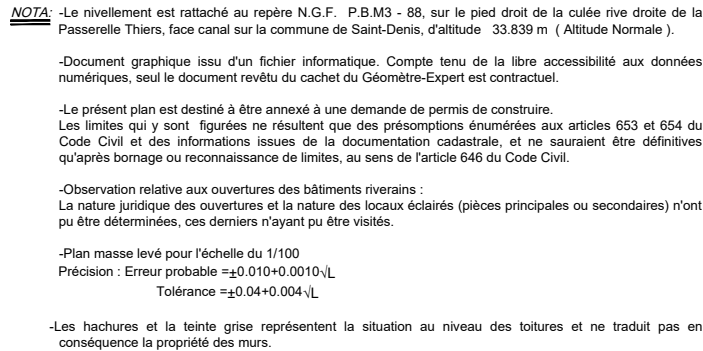 NOTA: -Le nivellement est rattaché au repère N.G.F. P.B.M3 - 88, sur le pied droit de la culée rive droite de la
Passerelle Thiers, face canal sur la commune de Saint-Denis, d'altitude 33.839 m ( Altitude Normale ).
-Document graphique issu d'un fichier informatique. Compte tenu de la libre accessibilité aux données
numériques, seul le document revêtu du cachet du Géomètre-Expert est contractuel.
-Le présent plan est destiné à être annexé à une demande de permis de construire.
Les limites qui y sont figurées ne résultent que des présomptions énumérées aux articles 653 et 654 du
Code Civil et des informations issues de la documentation cadastrale, et ne sauraient être définitives
qu'après bornage ou reconnaissance de limites, au sens de l'article 646 du Code Civil.
-Observation relative aux ouvertures des bâtiments riverains :
La nature juridique des ouvertures et la nature des locaux éclairés (pièces principales ou secondaires) n'ont
pu être déterminées, ces derniers n'ayant pu être visités.
-Plan masse levé pour l'échelle du 1/100
Précision : Erreur probable =±0.010+0.0010√L
Tolérance =±0.04+0.004√L
-Les hachures et la teinte grise représentent la situation au niveau des toitures et ne traduit pas en
conséquence la propriété des murs.